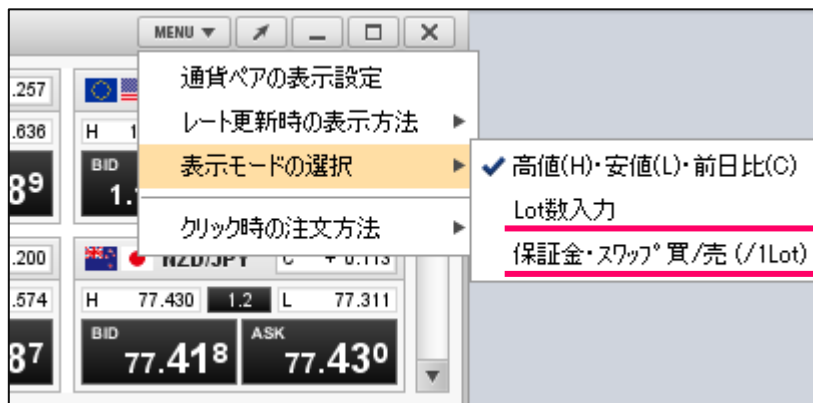 MENU ▼
通貨ペアの表示設定
レート更新時の表示方法
表示モードの選択
クリック時の注文方法
✔ 高値(H)・安値(L)・前日比(C)
Lot数入力
保証金・スワップ 買/売 (/1Lot)
.257
.636
H 1
BID
89
1.
.200
NZD/JPY C + 0.113
.574
H 77.430 1.2 L 77.311
BID ASK
87
77.418 77.430